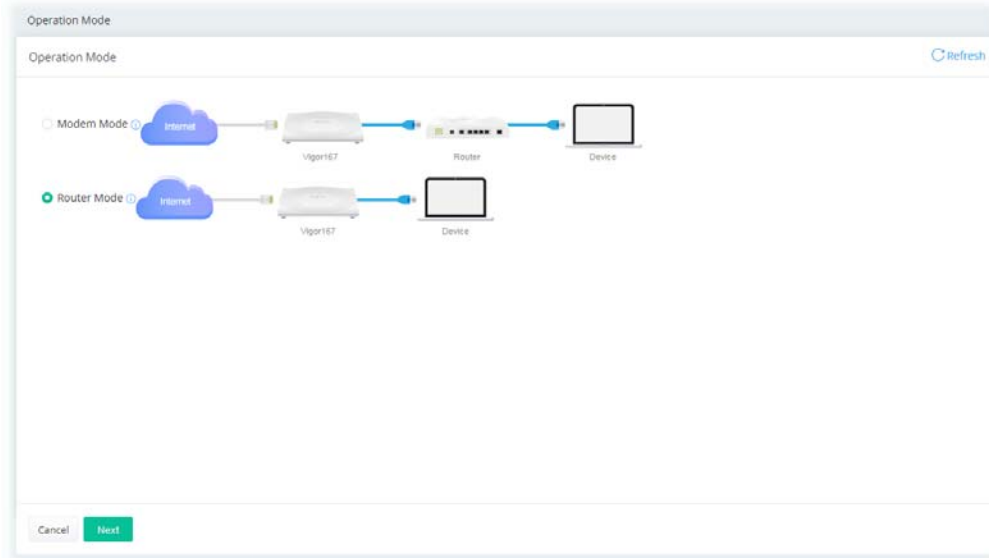 Operation Mode
Operation Mode
Refresh
Modem Mode
Internet
Vigor167
Router
Device
Router Mode
Internet
Vigor167
Device
Cancel
Next